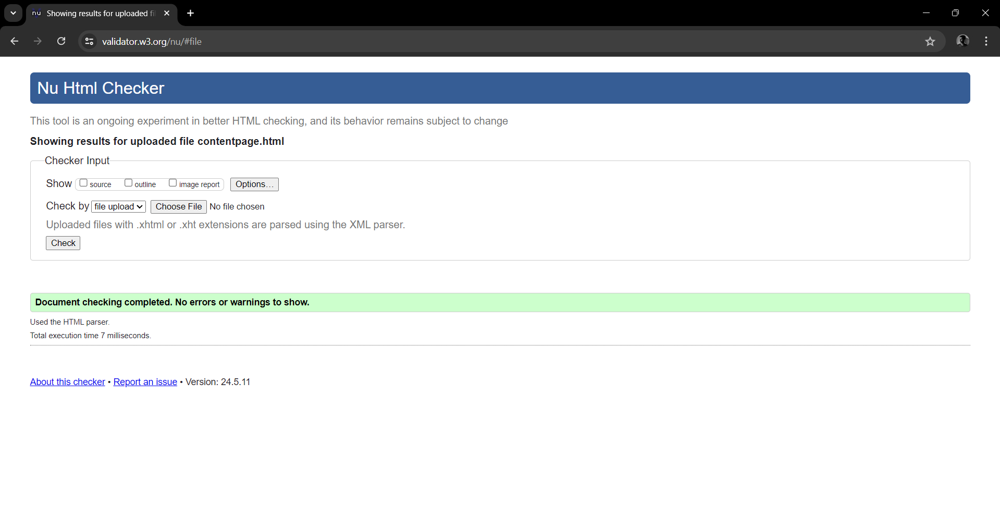 nu Showing results for uploaded fi
validator.w3.org/nu/#file
Nu Html Checker
This tool is an ongoing experiment in better HTML checking, and its behavior remains subject to change
Showing results for uploaded file contentpage.html
Checker Input
Show source outline image report Options...
Check by file upload Choose File No file chosen
Uploaded files with .xhtml or .xht extensions are parsed using the XML parser.
Check
Document checking completed. No errors or warnings to show.
Used the HTML parser.
Total execution time 7 milliseconds.
About this checker • Report an issue • Version: 24.5.11